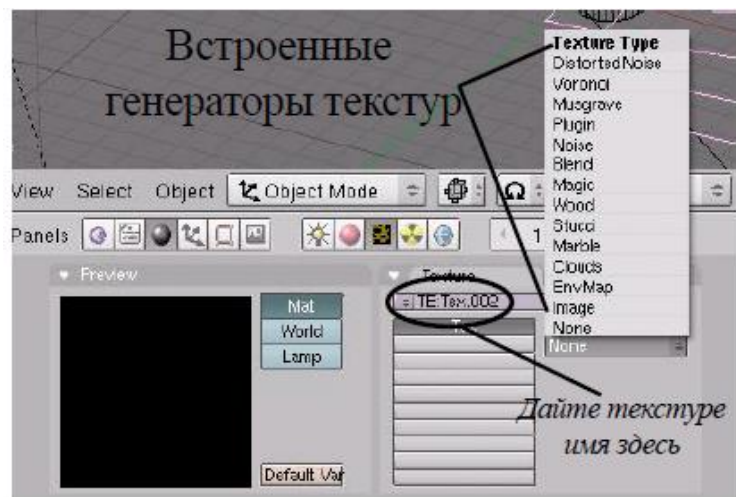 Встроенные
генераторы текстур
Texture Type
DistortedNoise
Voronoi
Musgrave
Plugin
Noise
Blend
Magic
Wood
Stucci
Marble
Clouds
EnvMap
Image
None
View Select Object Object Mode
Panels 1
Preview
Texture
TE:Tex.002
None
Mat
World
Lamp
Default Var
Дайте текстуре
имя здесь